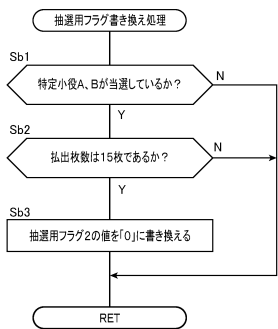 抽選用フラグ書き換え処理
Sb1
特定小役A、Bが当選しているか？
N
Y
Sb2
払出枚数は15枚であるか？
N
Y
Sb3
抽選用フラグ2の値を「0」に書き換える
RET